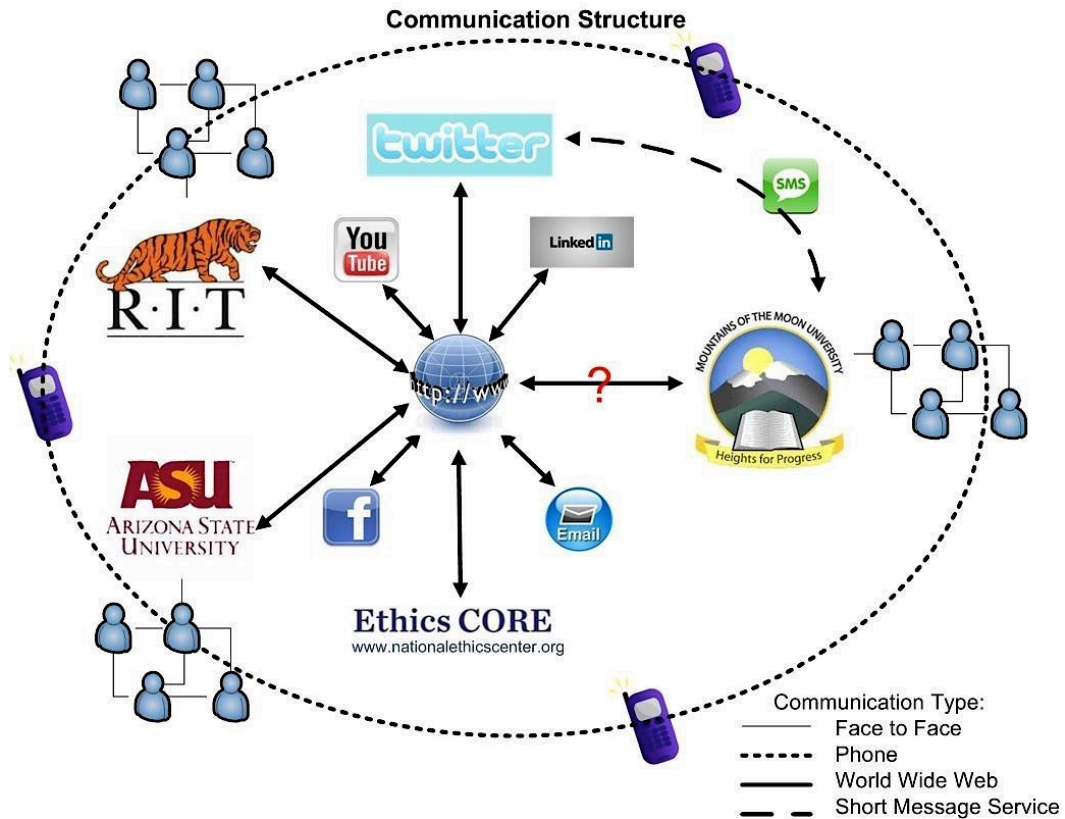 Communication Structure
twitter
SMS
You
Tube
Linked in
R·I·T
MOUNTAINS OF THE MOON UNIVERSITY
http://www
?
Heights for Progress
ASU
ARIZONA STATE
UNIVERSITY
f
Email
Ethics CORE
www.nationalethicscenter.org
Communication Type:
Face to Face
Phone
World Wide Web
Short Message Service